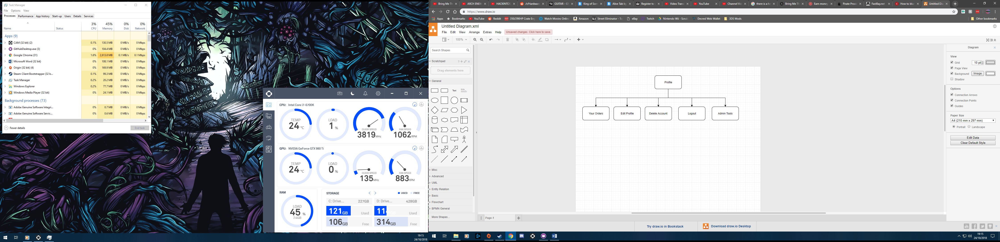 Task Manager
File Options View
Processes Performance App history Start-up Users Details Services
3% 45% 0% 0%
Name Status CPU Memory Disk Network
Apps (9)
CAM (32 bit) (2) 0.1% 130.5 MB 0 MB/s 0 Mbps
GitHubDesktop.exe (3) 0% 104.4 MB 0 MB/s 0 Mbps
Google Chrome (31) 1.6% 2,613.8 MB 0.1 MB/s 0.1 Mbps
Microsoft Word (32 bit) 0% 108.1 MB 0 MB/s 0 Mbps
Origin (32 bit) (4) 0% 169.9 MB 0 MB/s 0 Mbps
Steam Client Bootstrapper (32 b... 0.1% 99.3 MB 0 MB/s 0 Mbps
Task Manager 0.2% 20.2 MB 0 MB/s 0 Mbps
Windows Explorer 0.2% 77.7 MB 0 MB/s 0 Mbps
Windows Media Player (32 bit) 0% 24.1 MB 0 MB/s 0 Mbps
Background processes (73)
Adobe Genuine Software Integri... 0% 0.7 MB 0 MB/s 0 Mbps
Adobe Genuine Software Servic... 0% 0.6 MB 0 MB/s 0 Mbps
Fewer details End task
CPU: Intel Core i7-6700K
TEMP LOAD
24 °C 1 %
CLOCK SPEED FAN SPEED
3819 MHz 1062 RPM
GPU: NVIDIA GeForce GTX 980 Ti
TEMP LOAD
24 °C 0 %
CLOCK SPEED FAN SPEED
135 MHz 883 RPM
RAM
LOAD
45 %
7.4GB
STORAGE USED FREE
C: Drive... 227GB D: Drive... 428GB
121 GB Used 114 Used
106 GB Free 314 GB Free
19:15
24/10/2018
Bring Me Th ARCH ENEM HACKINTOS /r/Hardware GUITAR - GP King of Som Alive Tab by Register to Video Trans YouTube Channel Vid there is a he Bring Me Th Earn money Pirate Proxi FastBay.net How to blu Untitled Dia
https://www.draw.io
Apps Bookmarks YouTube Reddit 350/290HP Crate Eng Watch Movies Online Amazon Street Eliminator - To eBay Twitch Nintendo Wii - Scrub Decred Web Wallet 3DS Mods Other bookmarks
Untitled Diagram.xml
File Edit View Arrange Extras Help Unsaved changes. Click here to save.
100%
Search Shapes
Scratchpad
Drag elements here
General
Text
Misc
Advanced
UML
Entity Relation
Basic
Flowchart
BPMN General
More Shapes...
Profile
Your Orders Edit Profile Delete Account Logout Admin Tools
Page-1
Diagram
View
Grid 10 pt
Page View
Background Image
Shadow
Options
Connection Arrows
Connection Points
Guides
Paper Size
A4 (210 mm x 297 mm)
Portrait Landscape
Edit Data
Clear Default Style
Try draw.io in Bookstack Download draw.io Desktop
19:15
24/10/2018